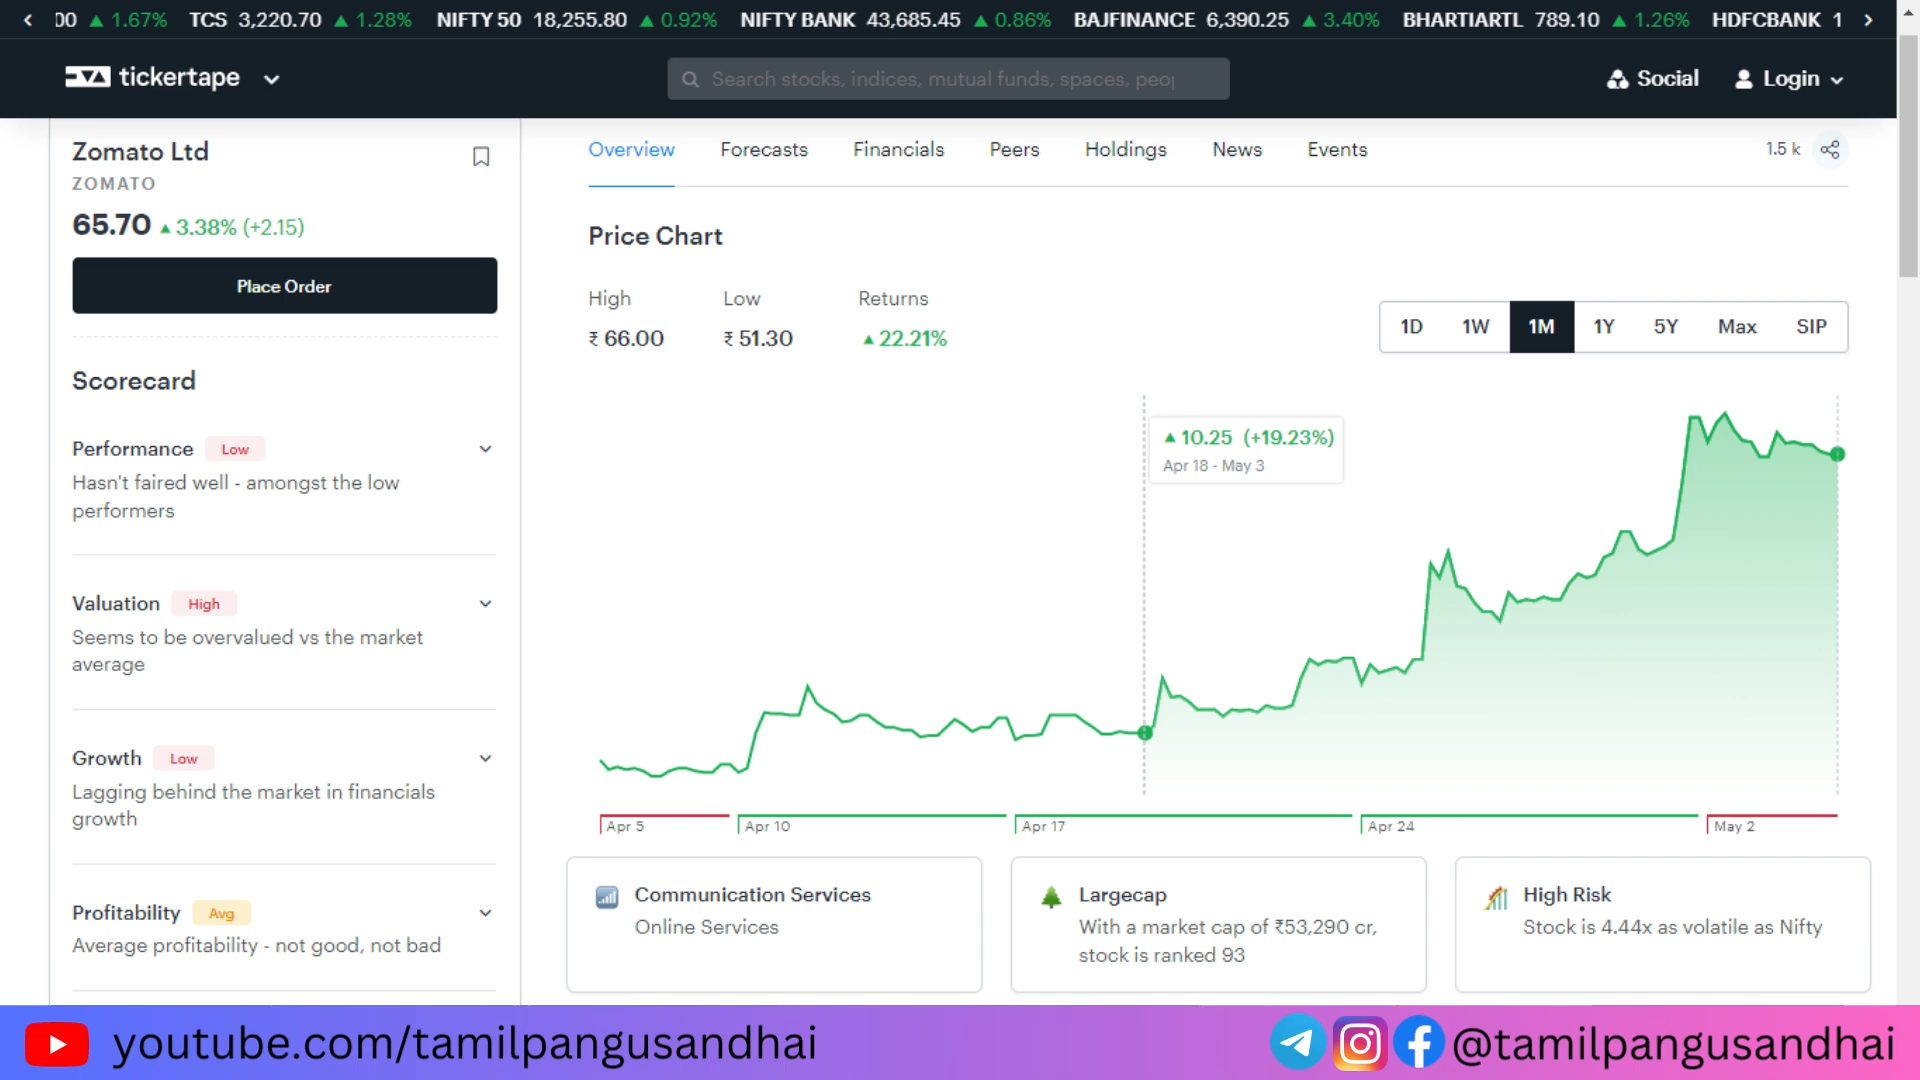 00 ▲ 1.67% TCS 3,220.70 ▲ 1.28% NIFTY 50 18,255.80 ▲ 0.92% NIFTY BANK 43,685.45 ▲ 0.86% BAJFINANCE 6,390.25 ▲ 3.40% BHARTIARTL 789.10 ▲ 1.26% HDFCBANK 1
tickertape
Search stocks, indices, mutual funds, spaces, peop
Social
Login
Zomato Ltd
ZOMATO
65.70 ▲ 3.38% (+2.15)
Place Order
Scorecard
Performance Low
Hasn't faired well - amongst the low
performers
Valuation High
Seems to be overvalued vs the market
average
Growth Low
Lagging behind the market in financials
growth
Profitability Avg
Average profitability - not good, not bad
Overview Forecasts Financials Peers Holdings News Events
1.5 k
Price Chart
High Low Returns
₹ 66.00 ₹ 51.30 ▲ 22.21%
1D 1W 1M 1Y 5Y Max SIP
▲ 10.25 (+19.23%)
Apr 18 - May 3
Apr 5 Apr 10 Apr 17 Apr 24 May 2
Communication Services
Online Services
Largecap
With a market cap of ₹53,290 cr,
stock is ranked 93
High Risk
Stock is 4.44x as volatile as Nifty
youtube.com/tamilpangusandhai
@tamilpangusandhai